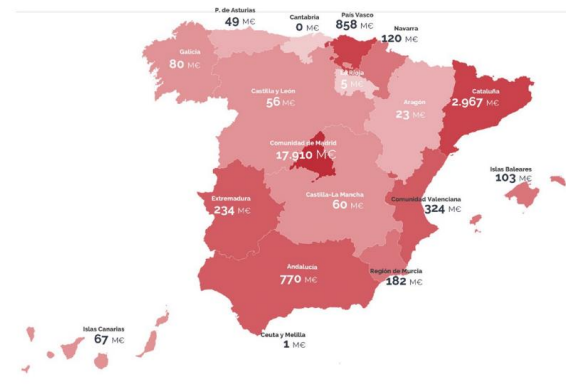 P. de Asturias
49 M€
Cantabria
0 M€
País Vasco
858 M€
Navarra
120 M€
Galicia
80 M€
La Rioja
5 M€
Castilla y León
56 M€
Aragón
23 M€
Cataluña
2.967 M€
Comunidad de Madrid
17.910 M€
Islas Baleares
103 M€
Extremadura
234 M€
Castilla-La Mancha
60 M€
Comunidad Valenciana
324 M€
Andalucía
770 M€
Región de Murcia
182 M€
Islas Canarias
67 M€
Ceuta y Melilla
1 M€